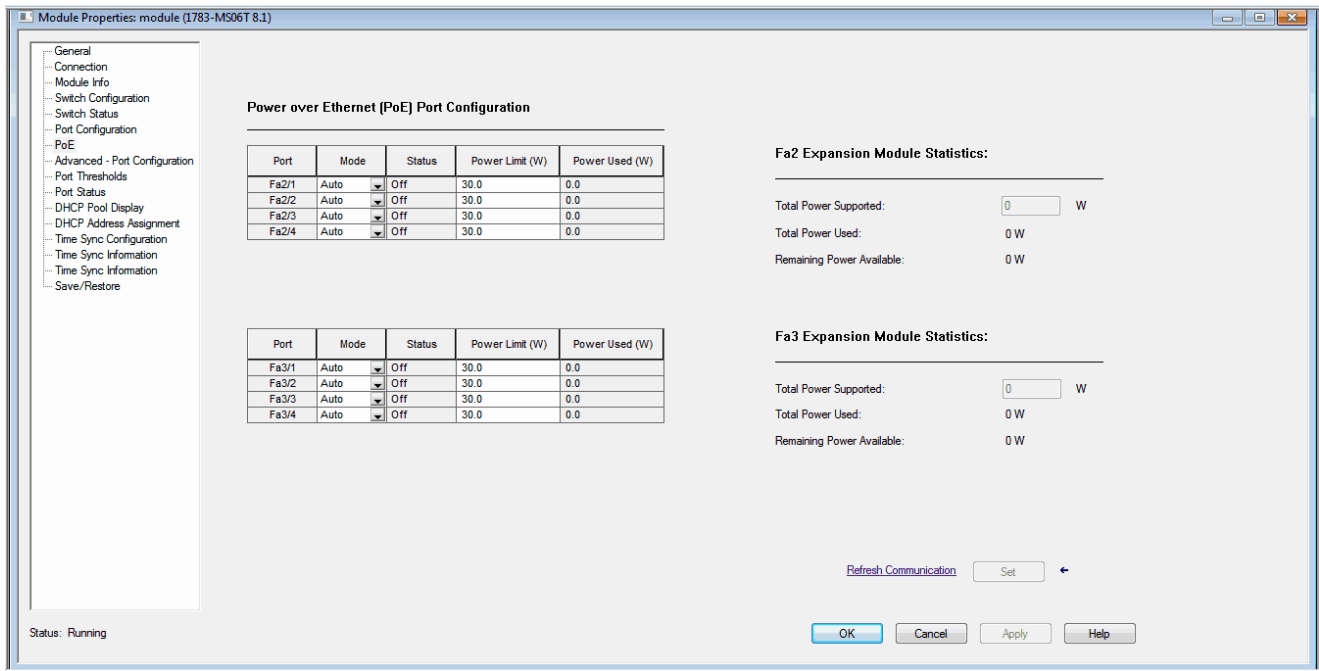 Module Properties: module (1783-MS06T 8.1)
General
Connection
Module Info
Switch Configuration
Switch Status
Port Configuration
PoE
Advanced - Port Configuration
Port Thresholds
Port Status
DHCP Pool Display
DHCP Address Assignment
Time Sync Configuration
Time Sync Information
Time Sync Information
Save/Restore
Power over Ethernet (PoE) Port Configuration
Port Mode Status Power Limit (W) Power Used (W)
Fa2/1 Auto Off 30.0 0.0
Fa2/2 Auto Off 30.0 0.0
Fa2/3 Auto Off 30.0 0.0
Fa2/4 Auto Off 30.0 0.0
Fa2 Expansion Module Statistics:
Total Power Supported: 0 W
Total Power Used: 0 W
Remaining Power Available: 0 W
Port Mode Status Power Limit (W) Power Used (W)
Fa3/1 Auto Off 30.0 0.0
Fa3/2 Auto Off 30.0 0.0
Fa3/3 Auto Off 30.0 0.0
Fa3/4 Auto Off 30.0 0.0
Fa3 Expansion Module Statistics:
Total Power Supported: 0 W
Total Power Used: 0 W
Remaining Power Available: 0 W
Refresh Communication Set ←
Status: Running
OK Cancel Apply Help